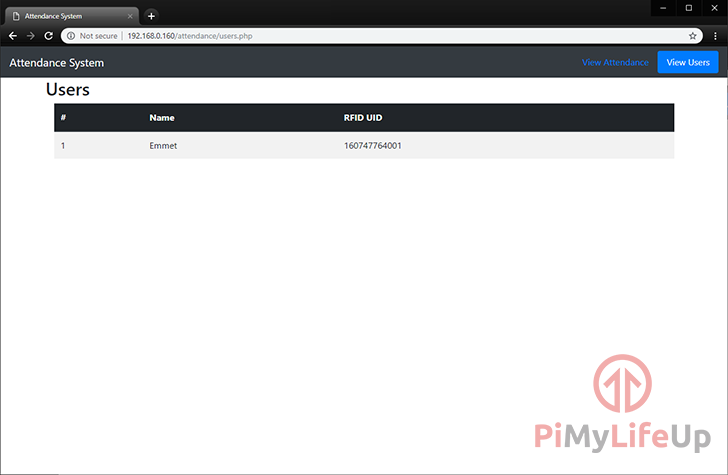 Attendance System
Not secure 192.168.0.160/attendance/users.php
Attendance System View Attendance View Users
Users
# Name RFID UID
1 Emmet 160747764001
PiMyLifeUp